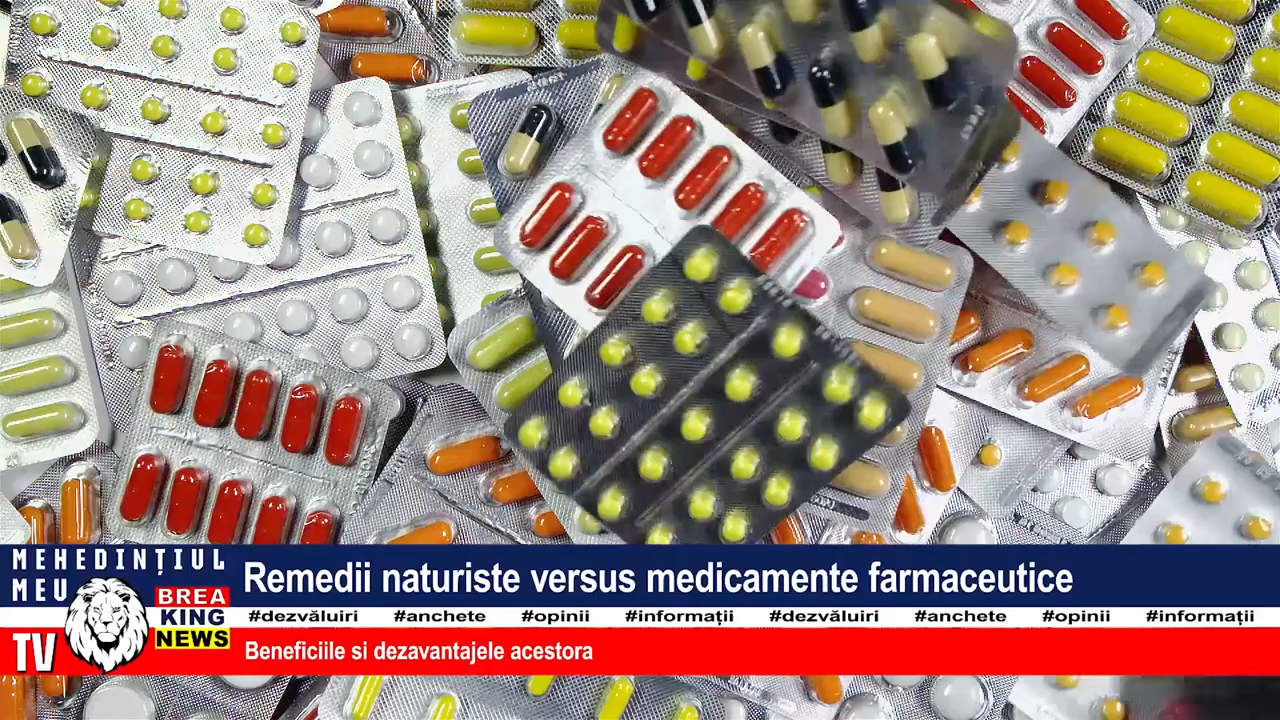 MEHEDINȚIUL
MEU
TV
BREA
KING
NEWS
Remedii naturiste versus medicamente farmaceutice
#dezvăluiri #anchete #opinii #informații #dezvăluiri #anchete #opinii #informații
Beneficiile si dezavantajele acestora